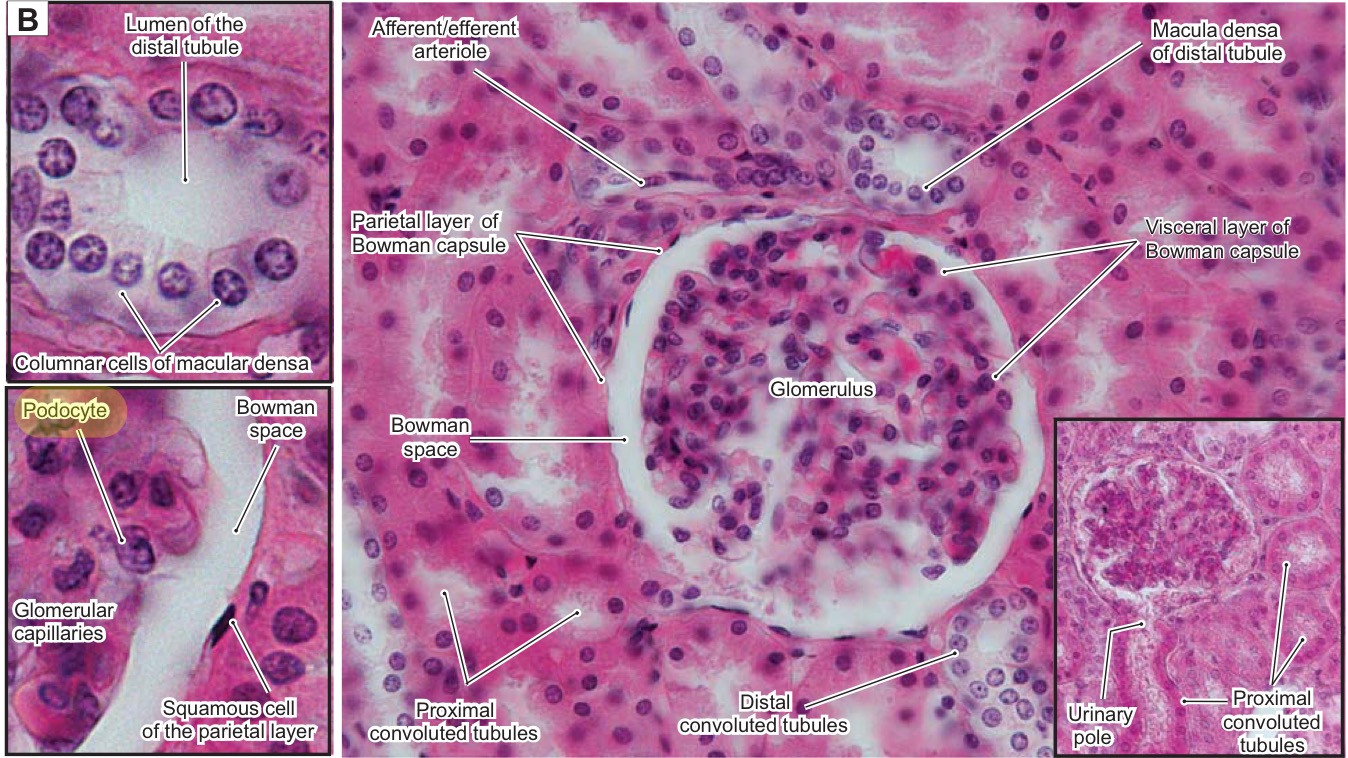 B
Lumen of the
distal tubule
Columnar cells of macular densa
Podocyte
Bowman
space
Glomerular
capillaries
Squamous cell
of the parietal layer
Afferent/efferent
arteriole
Macula densa
of distal tubule
Parietal layer of
Bowman capsule
Visceral layer of
Bowman capsule
Glomerulus
Bowman
space
Proximal
convoluted tubules
Distal
convoluted tubules
Urinary
pole
Proximal
convoluted
tubules